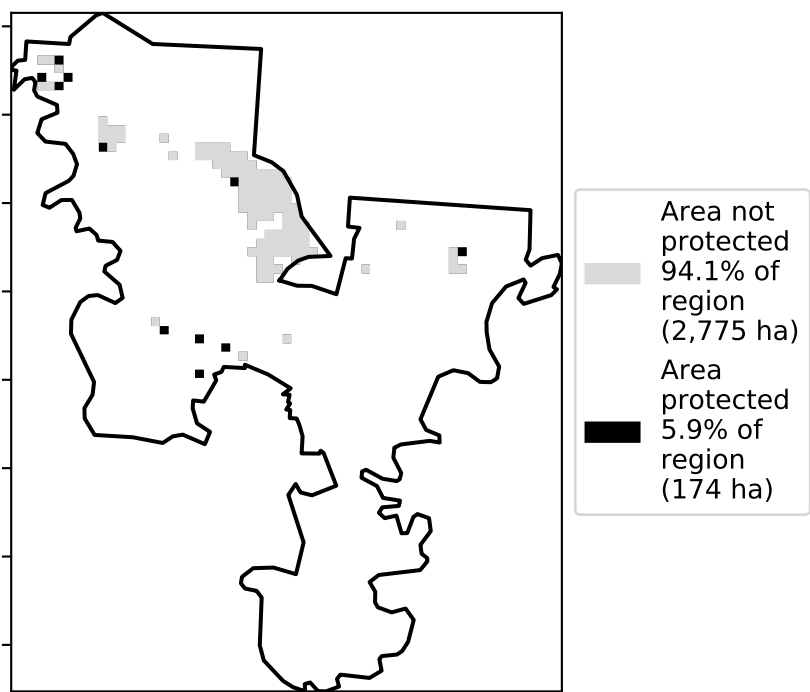 Area not
protected
94.1% of
region
(2,775 ha)
Area
protected
5.9% of
region
(174 ha)